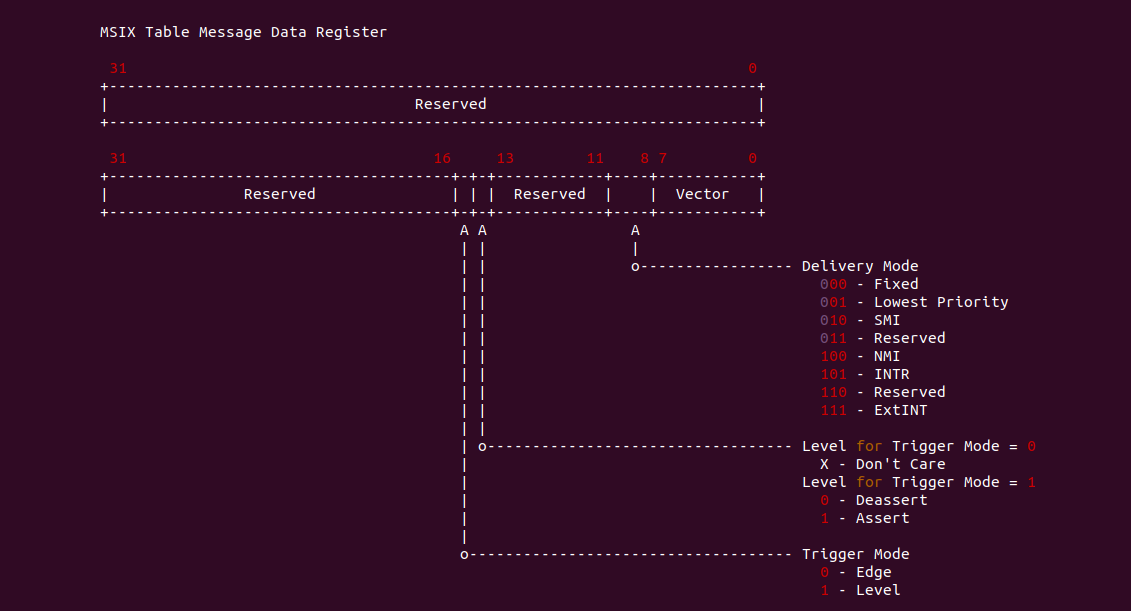 MSIX Table Message Data Register
 31                                                                     0
+------------------------------------------------------------------------+
|                                  Reserved                              |
+------------------------------------------------------------------------+
 31                                  16     13        11    8 7         0
+--------------------------------------+-+-+------------+----+-----------+
|               Reserved               | | |  Reserved  |    |  Vector   |
+--------------------------------------+-+-+------------+----+-----------+
                                        A A                A
                                        | |                |
                                        | |                o----------------- Delivery Mode
                                        | |                                     000 - Fixed
                                        | |                                     001 - Lowest Priority
                                        | |                                     010 - SMI
                                        | |                                     011 - Reserved
                                        | |                                     100 - NMI
                                        | |                                     101 - INTR
                                        | |                                     110 - Reserved
                                        | |                                     111 - ExtINT
                                        | |
                                        | o---------------------------------- Level for Trigger Mode = 0
                                        |                                       X - Don't Care
                                        |                                     Level for Trigger Mode = 1
                                        |                                       0 - Deassert
                                        |                                       1 - Assert
                                        |
                                        o------------------------------------ Trigger Mode
                                                                                0 - Edge
                                                                                1 - Level